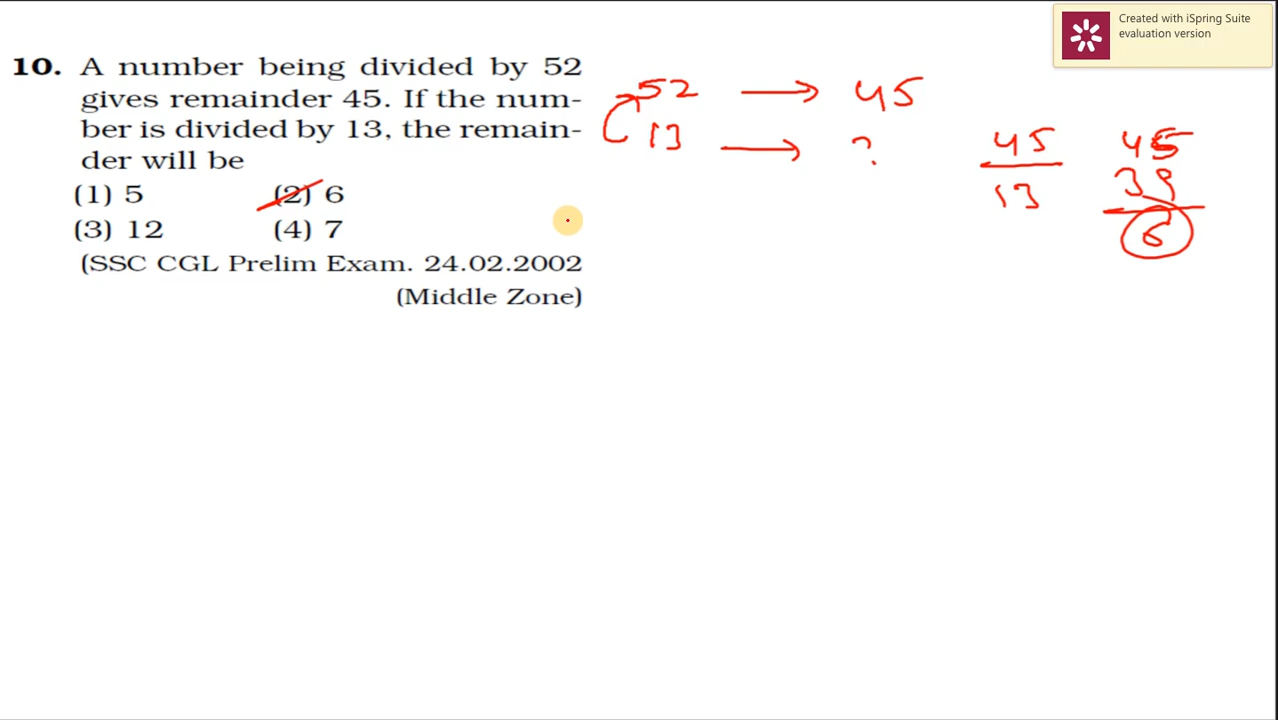 Created with iSpring Suite
evaluation version
10. A number being divided by 52
gives remainder 45. If the num-
ber is divided by 13, the remain-
der will be
(1) 5 (2) 6
(3) 12 (4) 7
(SSC CGL Prelim Exam. 24.02.2002
(Middle Zone)
52 → 45
13 → ?
45
13
45
39
6